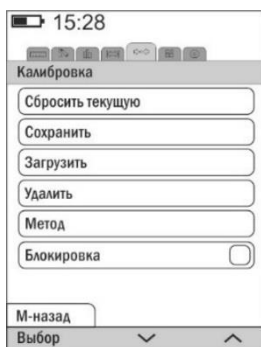 15:28
Калибровка
Сбросить текущую
Сохранить
Загрузить
Удалить
Метод
Блокировка
М-назад
Выбор